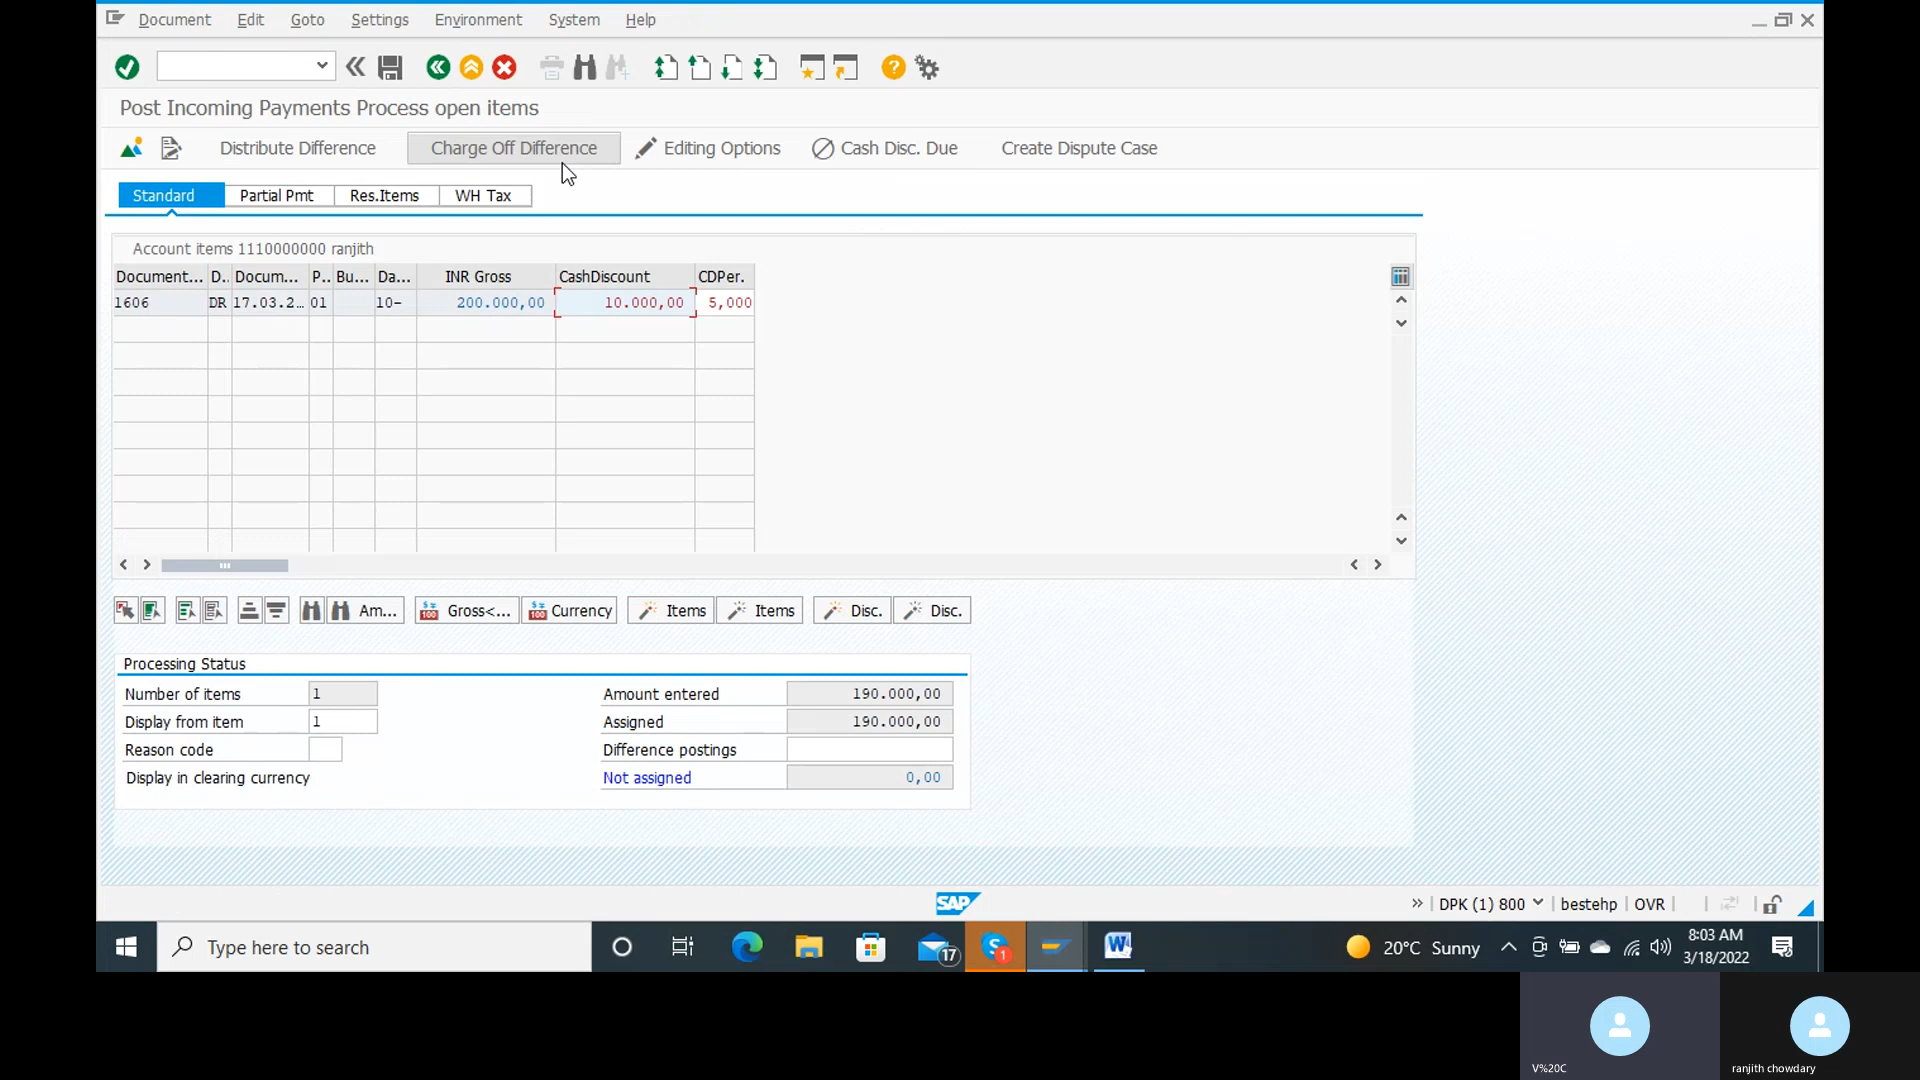 Document Edit Goto Settings Environment System Help
Post Incoming Payments Process open items
Distribute Difference Charge Off Difference Editing Options Cash Disc. Due Create Dispute Case
Standard Partial Pmt Res.Items WH Tax
Account items 1110000000 ranjith
Document... D.. Docum... P.. Bu... Da... INR Gross CashDiscount CDPer.
1606 DR 17.03.2... 01 10- 200.000,00 10.000,00 5,000
Am... Gross<... Currency Items Items Disc. Disc.
Processing Status
Number of items 1 Amount entered 190.000,00
Display from item 1 Assigned 190.000,00
Reason code Difference postings
Display in clearing currency Not assigned 0,00
SAP DPK (1) 800 bestehp OVR
Type here to search 17 1 20°C Sunny 8:03 AM
3/18/2022
V%20C ranjith chowdary